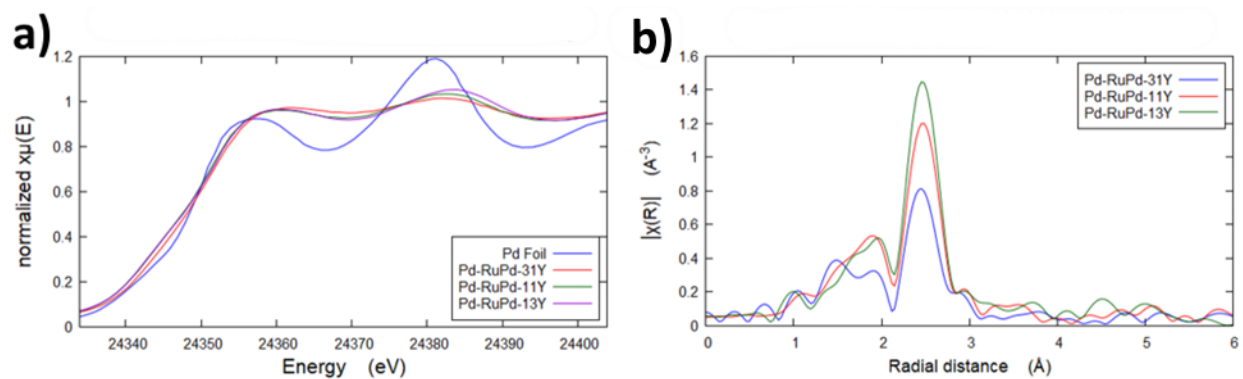 a)
1.2
1
0.8
0.6
0.4
0.2
0
normalized xμ(E)
Pd Foil
Pd-RuPd-31Y
Pd-RuPd-11Y
Pd-RuPd-13Y
24340 24350 24360 24370 24380 24390 24400
Energy (eV)
b)
1.6
1.4
1.2
1
0.8
0.6
0.4
0.2
0
|χ(R)| (A⁻³)
Pd-RuPd-31Y
Pd-RuPd-11Y
Pd-RuPd-13Y
0 1 2 3 4 5 6
Radial distance (Å)